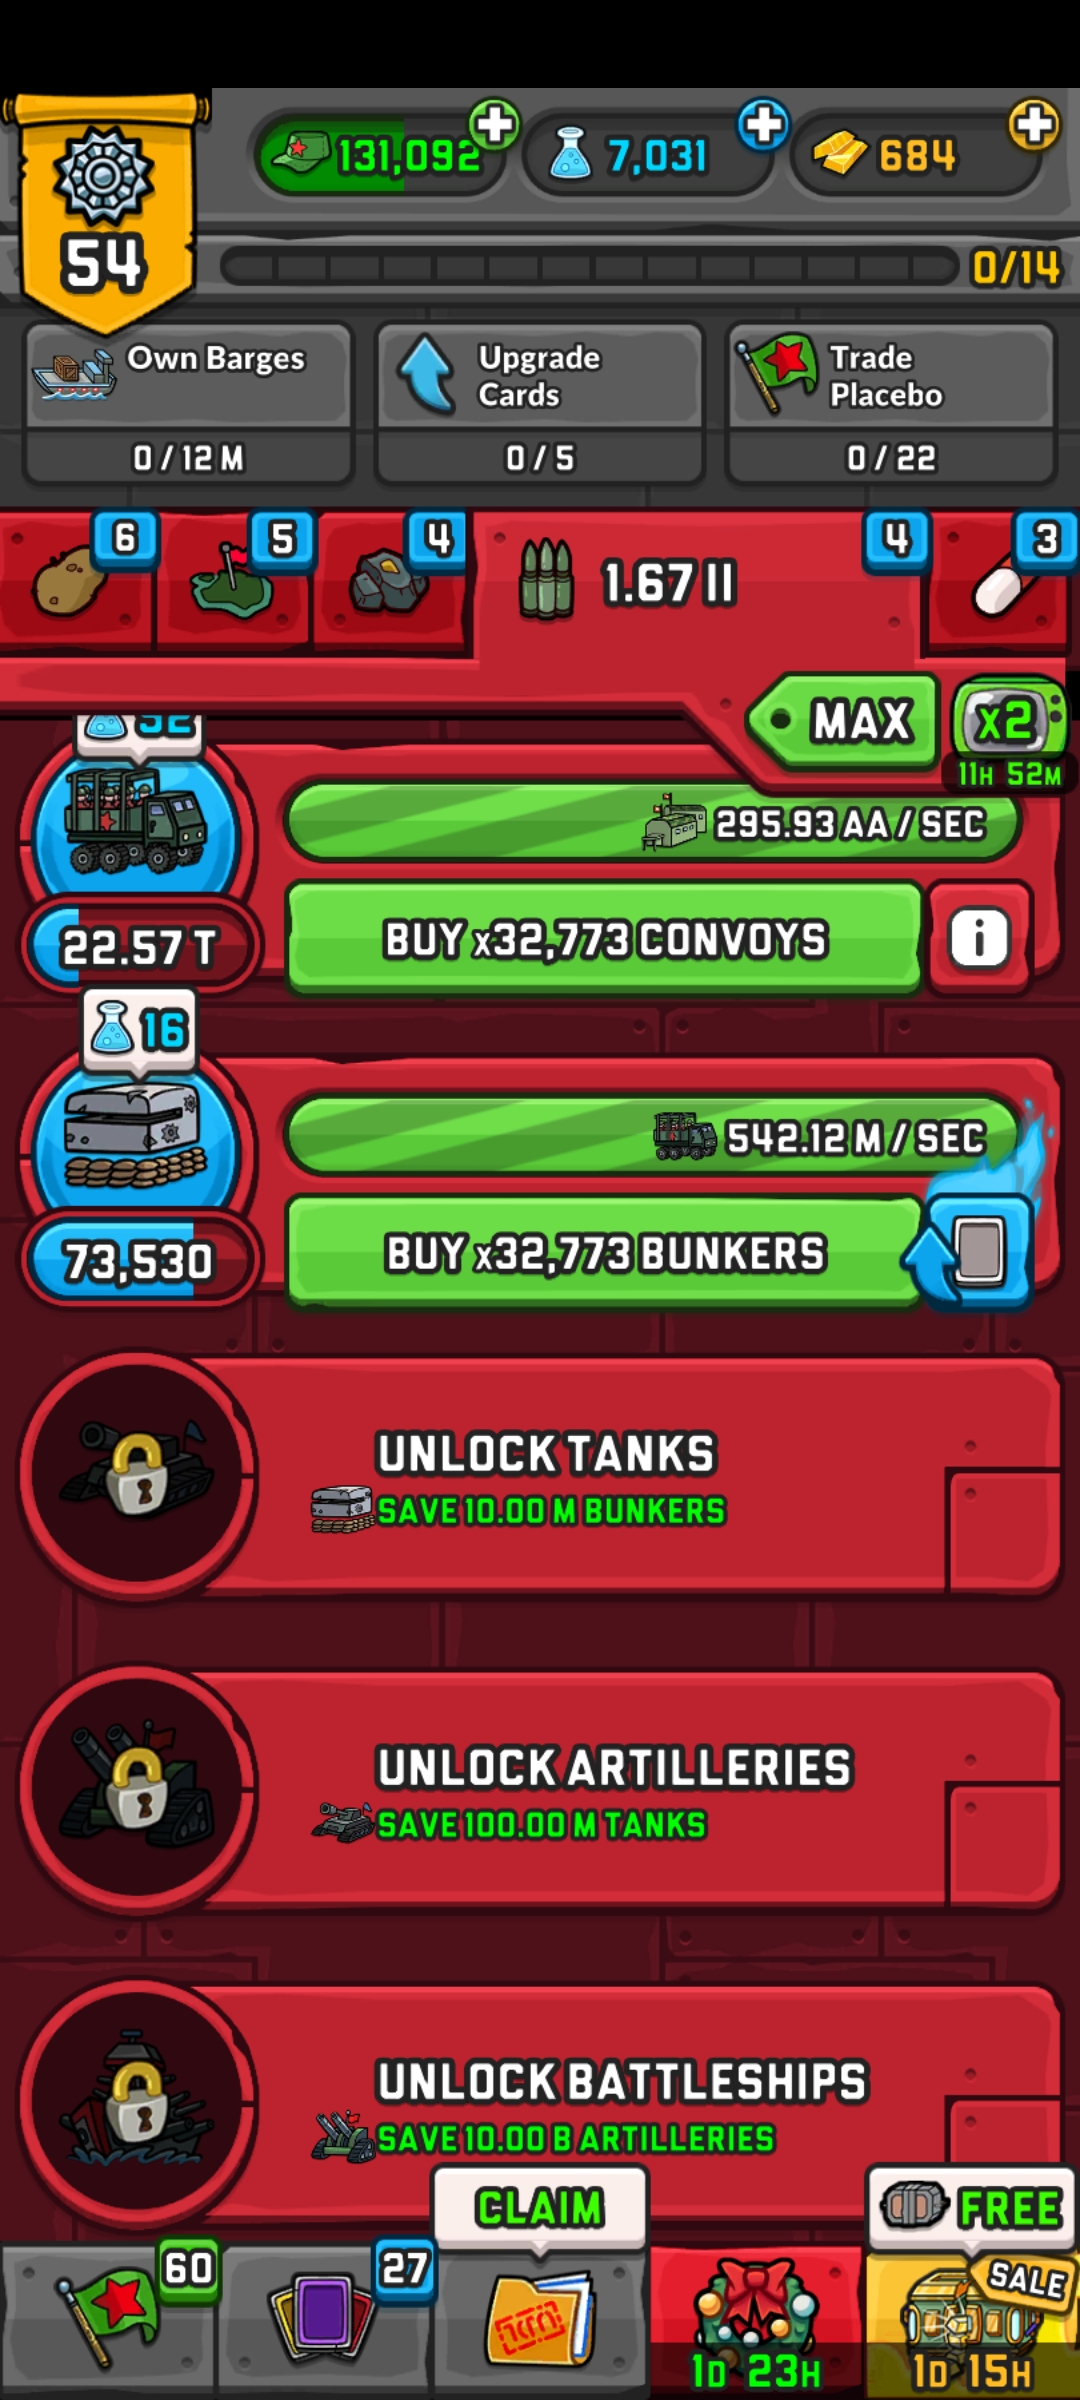 131,092
7,031
684
54
0/14
Own Barges
0 / 12 M
Upgrade
Cards
0 / 5
Trade
Placebo
0 / 22
6
5
4
1.67 II
4
3
MAX
x2
11H 52M
32
295.93 AA / SEC
22.57 T
BUY x32,773 CONVOYS
i
16
542.12 M / SEC
73,530
BUY x32,773 BUNKERS
UNLOCK TANKS
SAVE 10.00 M BUNKERS
UNLOCK ARTILLERIES
SAVE 100.00 M TANKS
UNLOCK BATTLESHIPS
SAVE 10.00 B ARTILLERIES
CLAIM
FREE
60
27
SALE
1D 23H
1D 15H